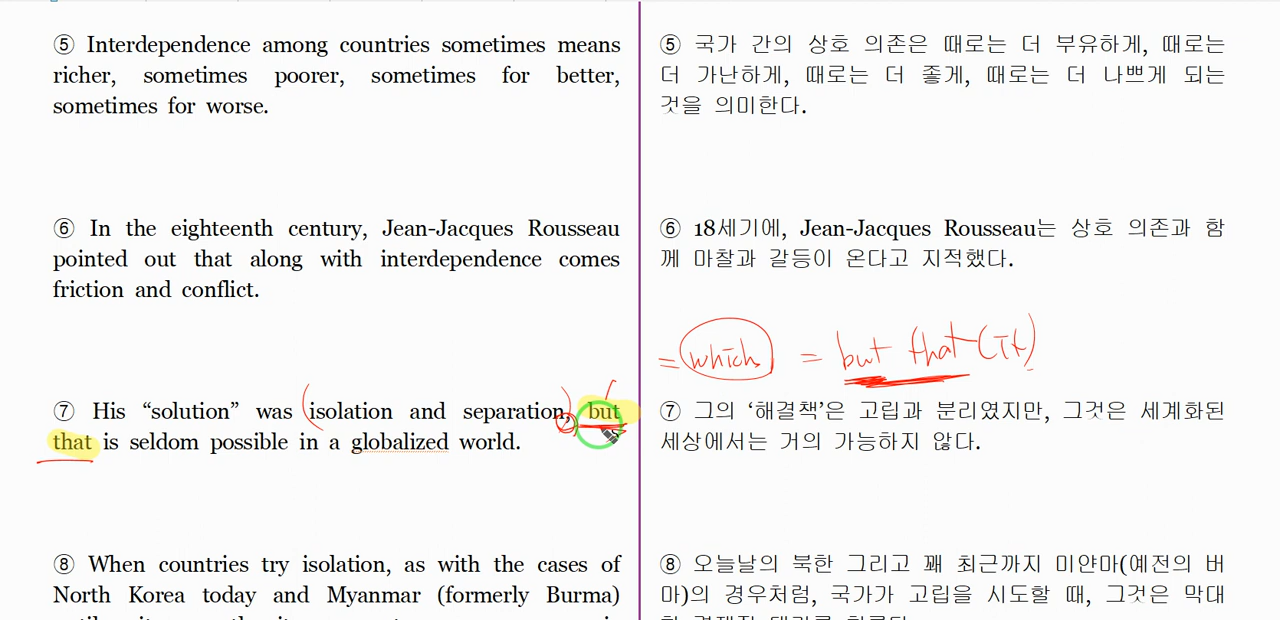 ⑤ Interdependence among countries sometimes means
richer, sometimes poorer, sometimes for better,
sometimes for worse.
⑥ In the eighteenth century, Jean-Jacques Rousseau
pointed out that along with interdependence comes
friction and conflict.
⑦ His “solution” was isolation and separation, but
that is seldom possible in a globalized world.
⑧ When countries try isolation, as with the cases of
North Korea today and Myanmar (formerly Burma)
⑤ 국가 간의 상호 의존은 때로는 더 부유하게, 때로는
더 가난하게, 때로는 더 좋게, 때로는 더 나쁘게 되는
것을 의미한다.
⑥ 18세기에, Jean-Jacques Rousseau는 상호 의존과 함
께 마찰과 갈등이 온다고 지적했다.
= which = but that (it)
⑦ 그의 ‘해결책’은 고립과 분리였지만, 그것은 세계화된
세상에서는 거의 가능하지 않다.
⑧ 오늘날의 북한 그리고 꽤 최근까지 미얀마(예전의 버
마)의 경우처럼, 국가가 고립을 시도할 때, 그것은 막대